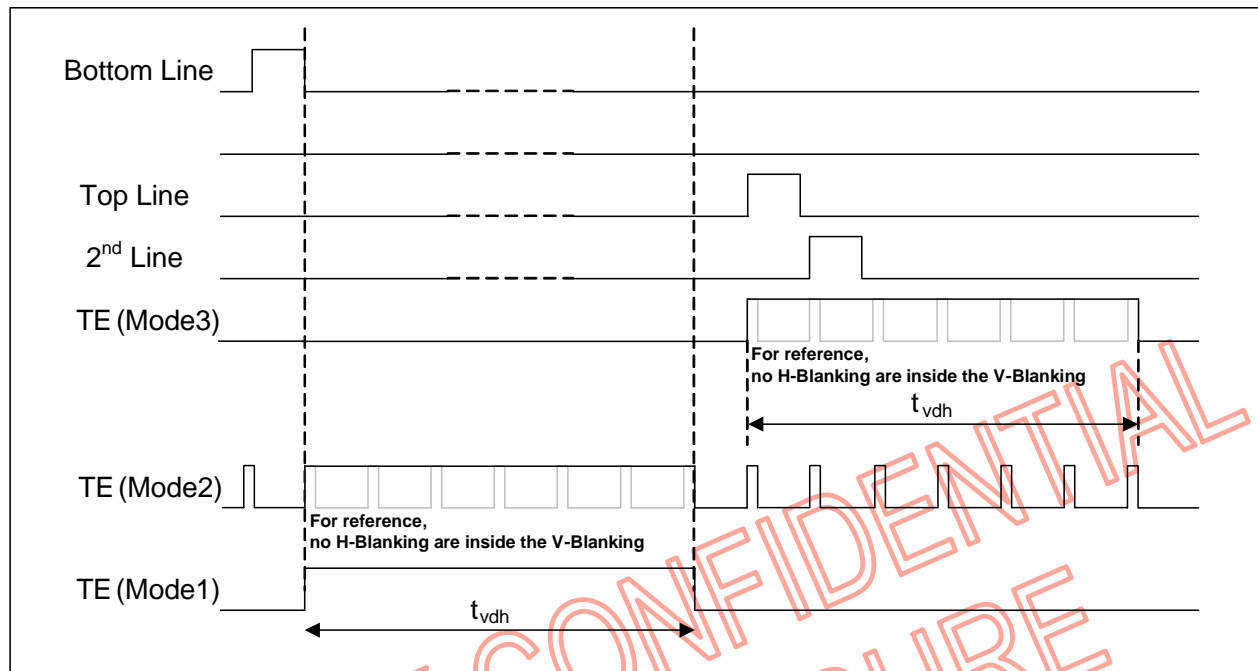 Bottom Line
Top Line
2nd Line
TE (Mode3)
For reference,
no H-Blanking are inside the V-Blanking
tvdh
TE (Mode2)
For reference,
no H-Blanking are inside the V-Blanking
TE (Mode1)
tvdh
CONFIDENTIAL